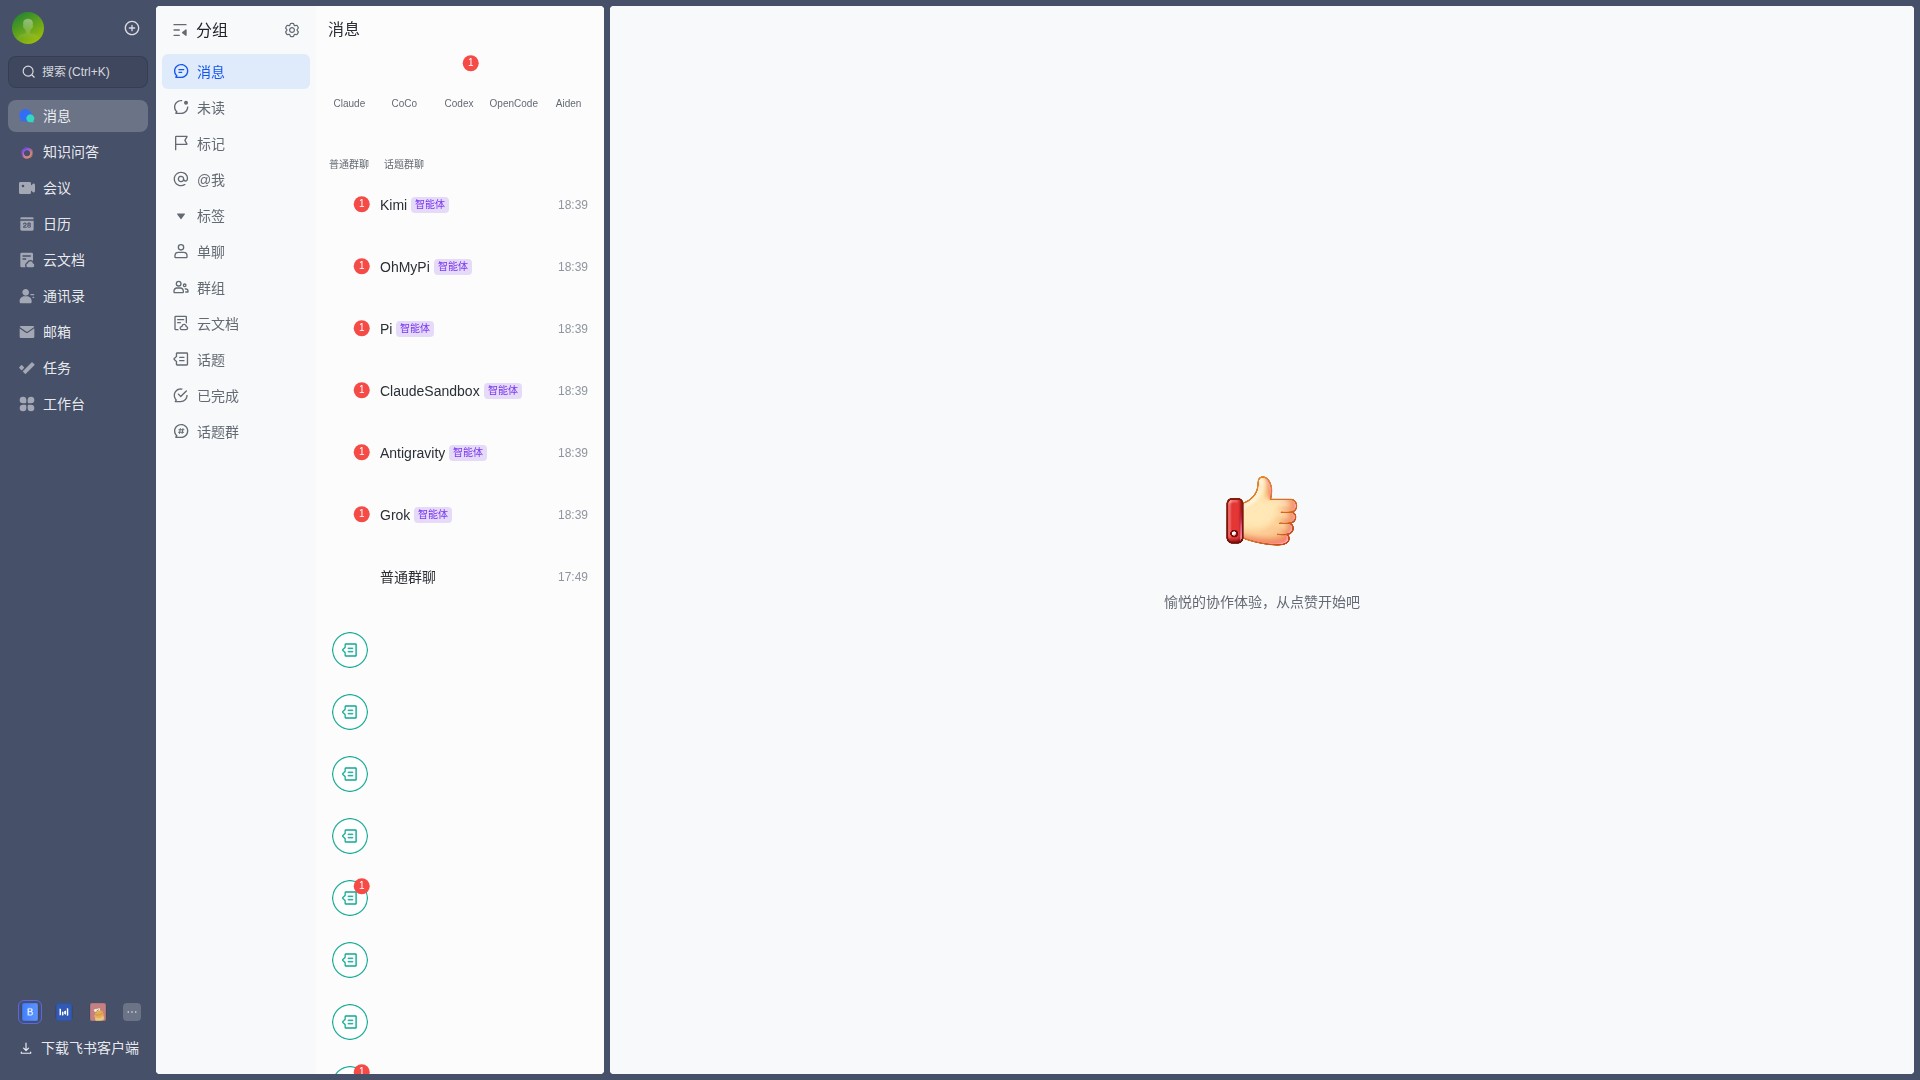 搜索 (Ctrl+K)
消息
知识问答
会议
日历
云文档
通讯录
邮箱
任务
工作台
B
下载飞书客户端
分组
消息
未读
标记
@我
标签
单聊
群组
云文档
话题
已完成
话题群
消息
1
Claude CoCo Codex OpenCode Aiden
普通群聊 话题群聊
1 Kimi 智能体 18:39
1 OhMyPi 智能体 18:39
1 Pi 智能体 18:39
1 ClaudeSandbox 智能体 18:39
1 Antigravity 智能体 18:39
1 Grok 智能体 18:39
普通群聊 17:49
1
1
愉悦的协作体验，从点赞开始吧